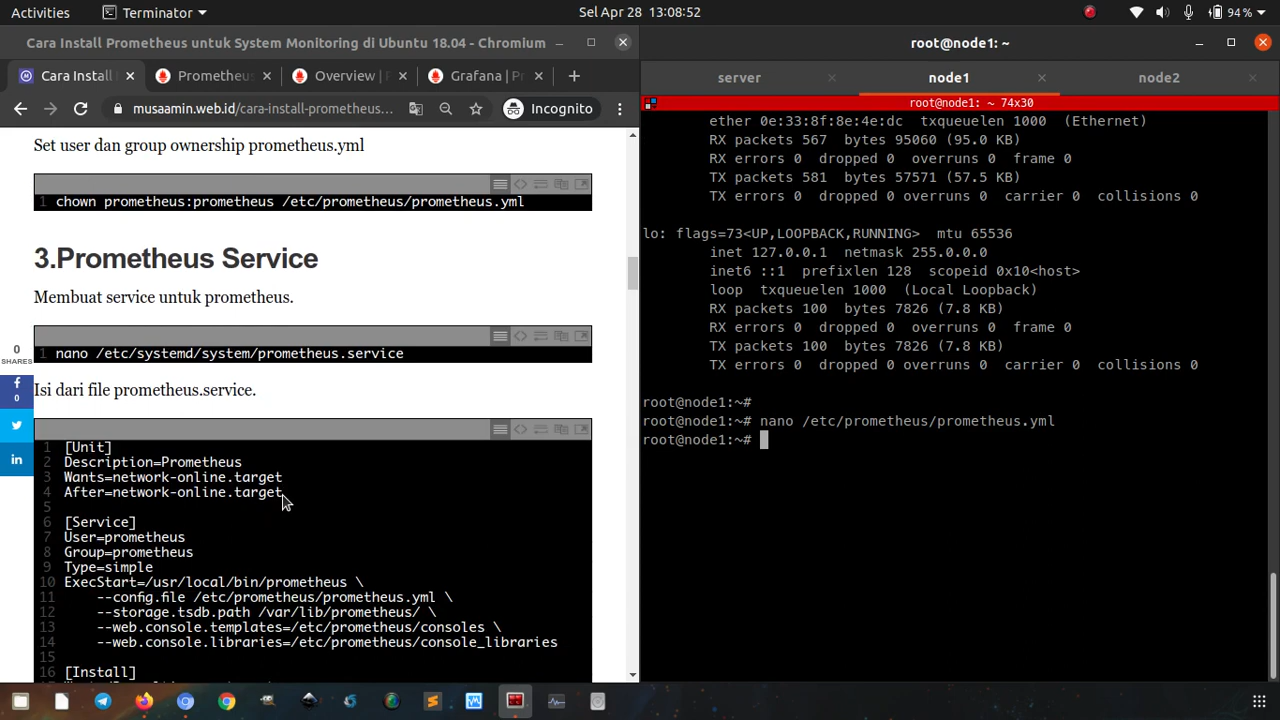 Activities
Terminator
Sel Apr 28 13:08:52
94 %
Cara Install Prometheus untuk System Monitoring di Ubuntu 18.04 - Chromium
Cara Install
Prometheus
Overview | P
Grafana | Pr
musaamin.web.id/cara-install-prometheus...
Incognito
Set user dan group ownership prometheus.yml
1 chown prometheus:prometheus /etc/prometheus/prometheus.yml
3.Prometheus Service
Membuat service untuk prometheus.
1 nano /etc/systemd/system/prometheus.service
Isi dari file prometheus.service.
1 [Unit]
2 Description=Prometheus
3 Wants=network-online.target
4 After=network-online.target
5
6 [Service]
7 User=prometheus
8 Group=prometheus
9 Type=simple
10 ExecStart=/usr/local/bin/prometheus \
11 --config.file /etc/prometheus/prometheus.yml \
12 --storage.tsdb.path /var/lib/prometheus/ \
13 --web.console.templates=/etc/prometheus/consoles \
14 --web.console.libraries=/etc/prometheus/console_libraries
15
16 [Install]
0
SHARES
0
root@node1: ~
server
node1
node2
root@node1: ~ 74x30
ether 0e:33:8f:8e:4e:dc txqueuelen 1000 (Ethernet)
RX packets 567 bytes 95060 (95.0 KB)
RX errors 0 dropped 0 overruns 0 frame 0
TX packets 581 bytes 57571 (57.5 KB)
TX errors 0 dropped 0 overruns 0 carrier 0 collisions 0
lo: flags=73<UP,LOOPBACK,RUNNING> mtu 65536
inet 127.0.0.1 netmask 255.0.0.0
inet6 ::1 prefixlen 128 scopeid 0x10<host>
loop txqueuelen 1000 (Local Loopback)
RX packets 100 bytes 7826 (7.8 KB)
RX errors 0 dropped 0 overruns 0 frame 0
TX packets 100 bytes 7826 (7.8 KB)
TX errors 0 dropped 0 overruns 0 carrier 0 collisions 0
root@node1:~#
root@node1:~# nano /etc/prometheus/prometheus.yml
root@node1:~#